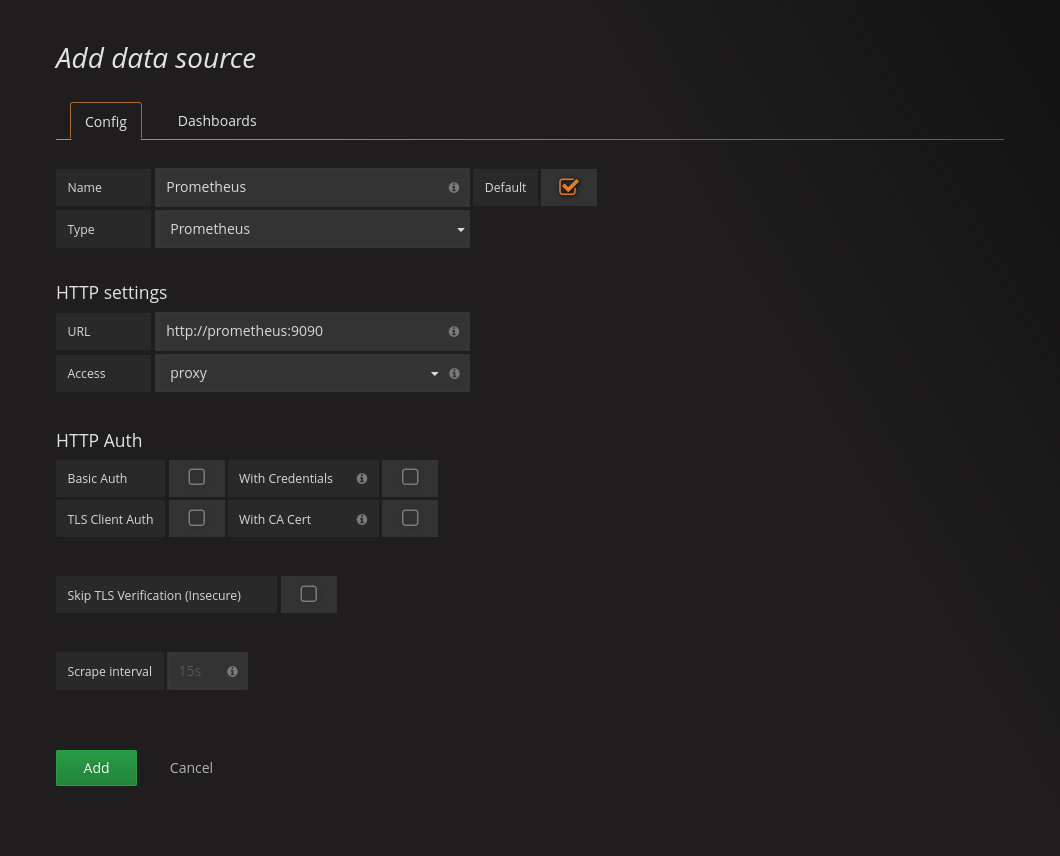 Add data source
Config Dashboards
Name Prometheus Default
Type Prometheus
HTTP settings
URL http://prometheus:9090
Access proxy
HTTP Auth
Basic Auth With Credentials
TLS Client Auth With CA Cert
Skip TLS Verification (Insecure)
Scrape interval 15s
Add Cancel